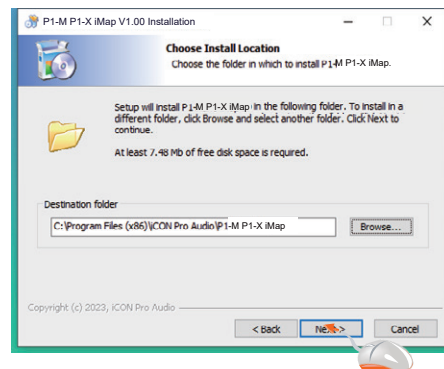 P1-M P1-X iMap V1.00 Installation
Choose Install Location
Choose the folder in which to install P1-M P1-X iMap.
Setup will install P1-M P1-X iMap in the following folder. To install in a
different folder, click Browse and select another folder. Click Next to
continue.
At least 7.48 Mb of free disk space is required.
Destination folder
C:\Program Files (x86)\iCON Pro Audio\P1-M P1-X iMap
Browse...
Copyright (c) 2023, iCON Pro Audio
< Back Next > Cancel